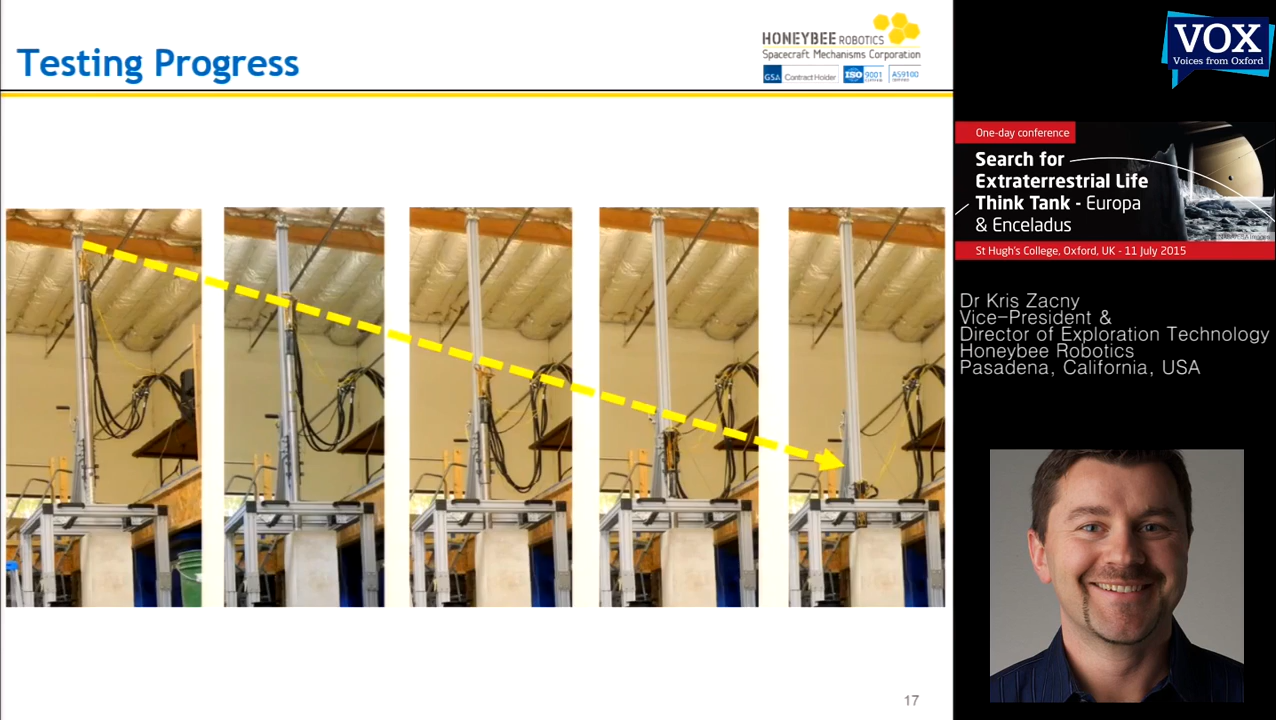 Testing Progress
HONEYBEE ROBOTICS
Spacecraft Mechanisms Corporation
GSA Contract Holder
ISO 9001
AS9100
17
VOX
Voices from Oxford
One-day conference
Search for
Extraterrestrial Life
Think Tank - Europa
& Enceladus
St Hugh's College, Oxford, UK - 11 July 2015
Dr Kris Zacny
Vice-President &
Director of Exploration Technology
Honeybee Robotics
Pasadena, California, USA